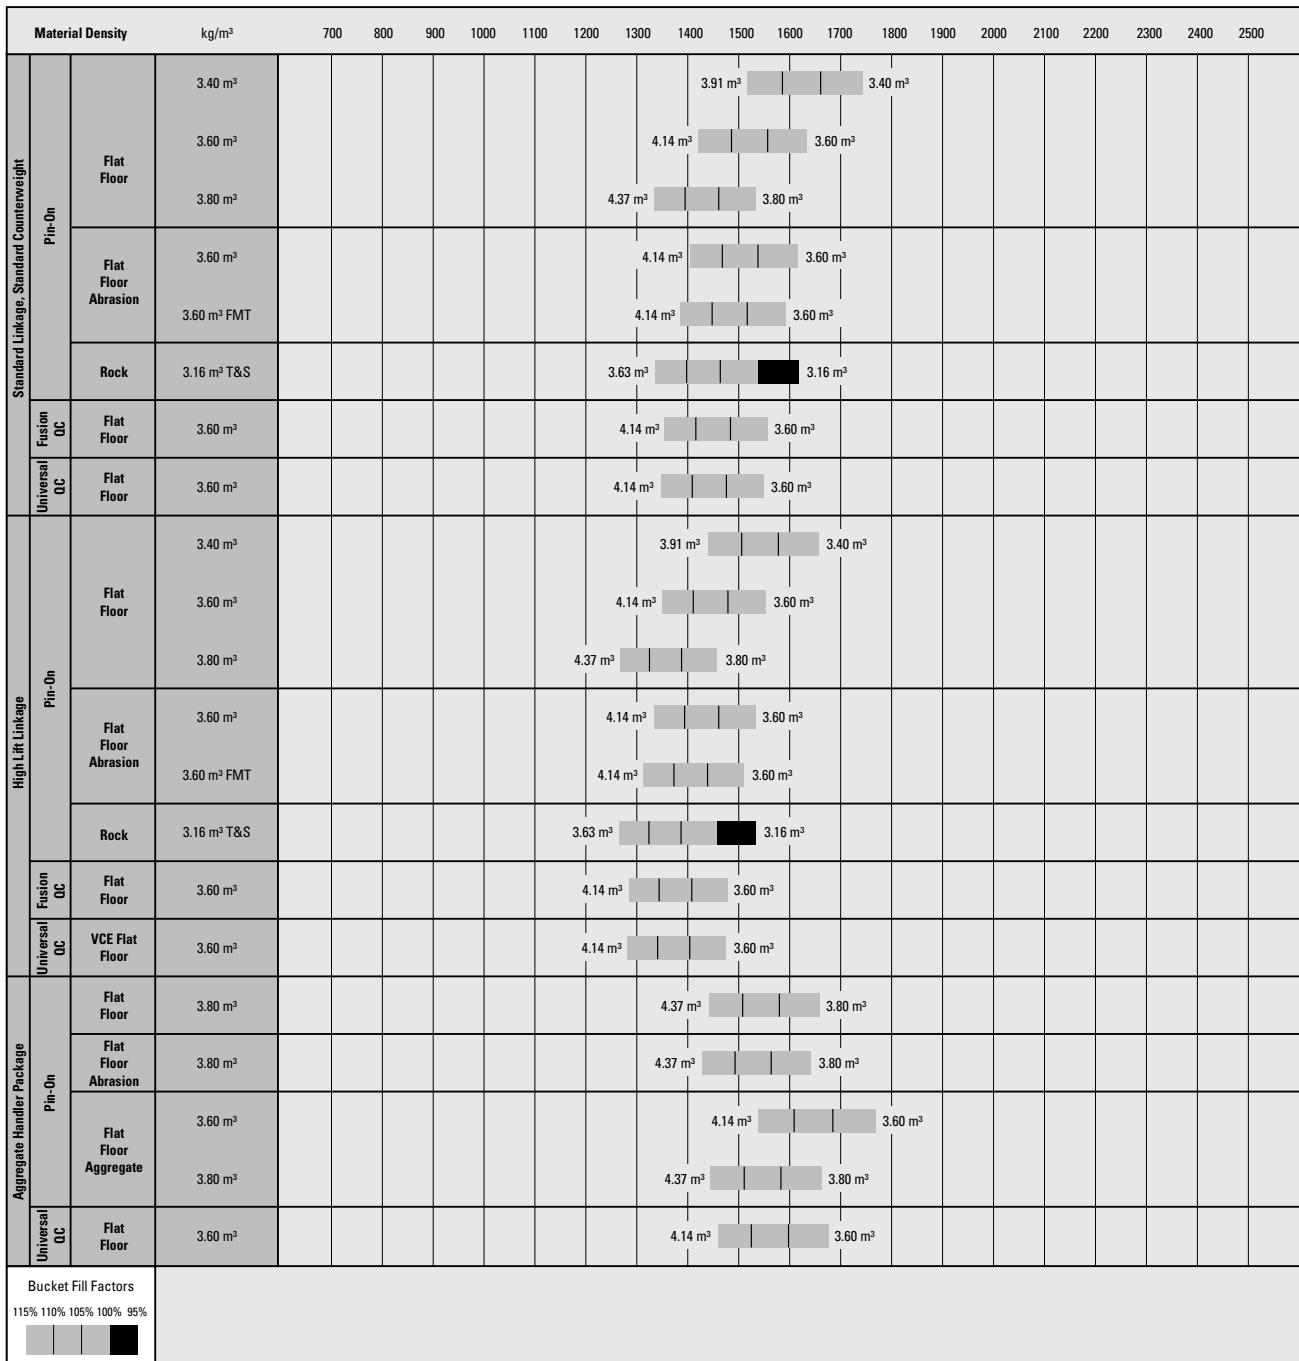 Material Density kg/m³ 700 800 900 1000 1100 1200 1300 1400 1500 1600 1700 1800 1900 2000 2100 2200 2300 2400 2500
Standard Linkage, Standard Counterweight
Pin-On
Flat
Floor
3.40 m³ 3.91 m³ 3.40 m³
3.60 m³ 4.14 m³ 3.60 m³
3.80 m³ 4.37 m³ 3.80 m³
Flat
Floor
Abrasion
3.60 m³ 4.14 m³ 3.60 m³
3.60 m³ FMT 4.14 m³ 3.60 m³
Rock 3.16 m³ T&S 3.63 m³ 3.16 m³
Fusion
QC
Flat
Floor
3.60 m³ 4.14 m³ 3.60 m³
Universal
QC
Flat
Floor
3.60 m³ 4.14 m³ 3.60 m³
High Lift Linkage
Pin-On
Flat
Floor
3.40 m³ 3.91 m³ 3.40 m³
3.60 m³ 4.14 m³ 3.60 m³
3.80 m³ 4.37 m³ 3.80 m³
Flat
Floor
Abrasion
3.60 m³ 4.14 m³ 3.60 m³
3.60 m³ FMT 4.14 m³ 3.60 m³
Rock 3.16 m³ T&S 3.63 m³ 3.16 m³
Fusion
QC
Flat
Floor
3.60 m³ 4.14 m³ 3.60 m³
Universal
QC
VCE Flat
Floor
3.60 m³ 4.14 m³ 3.60 m³
Aggregate Handler Package
Pin-On
Flat
Floor
3.80 m³ 4.37 m³ 3.80 m³
Flat
Floor
Abrasion
3.80 m³ 4.37 m³ 3.80 m³
Flat
Floor
Aggregate
3.60 m³ 4.14 m³ 3.60 m³
3.80 m³ 4.37 m³ 3.80 m³
Universal
QC
Flat
Floor
3.60 m³ 4.14 m³ 3.60 m³
Bucket Fill Factors
115% 110% 105% 100% 95%